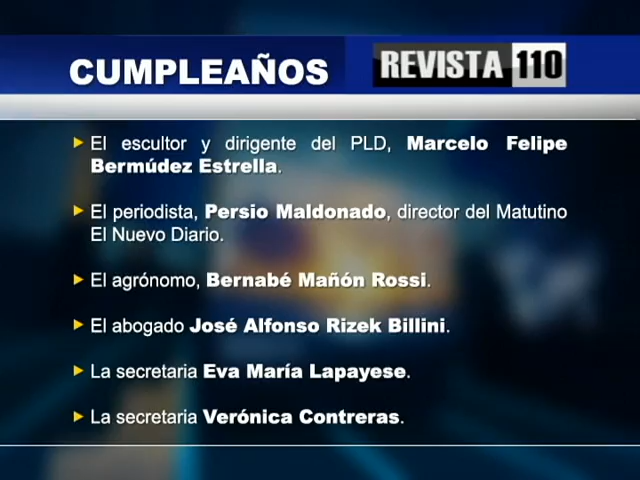 CUMPLEAÑOS
REVISTA 110
El escultor y dirigente del PLD, Marcelo Felipe
Bermúdez Estrella.
El periodista, Persio Maldonado, director del Matutino
El Nuevo Diario.
El agrónomo, Bernabé Mañón Rossi.
El abogado José Alfonso Rizek Billini.
La secretaria Eva María Lapayese.
La secretaria Verónica Contreras.